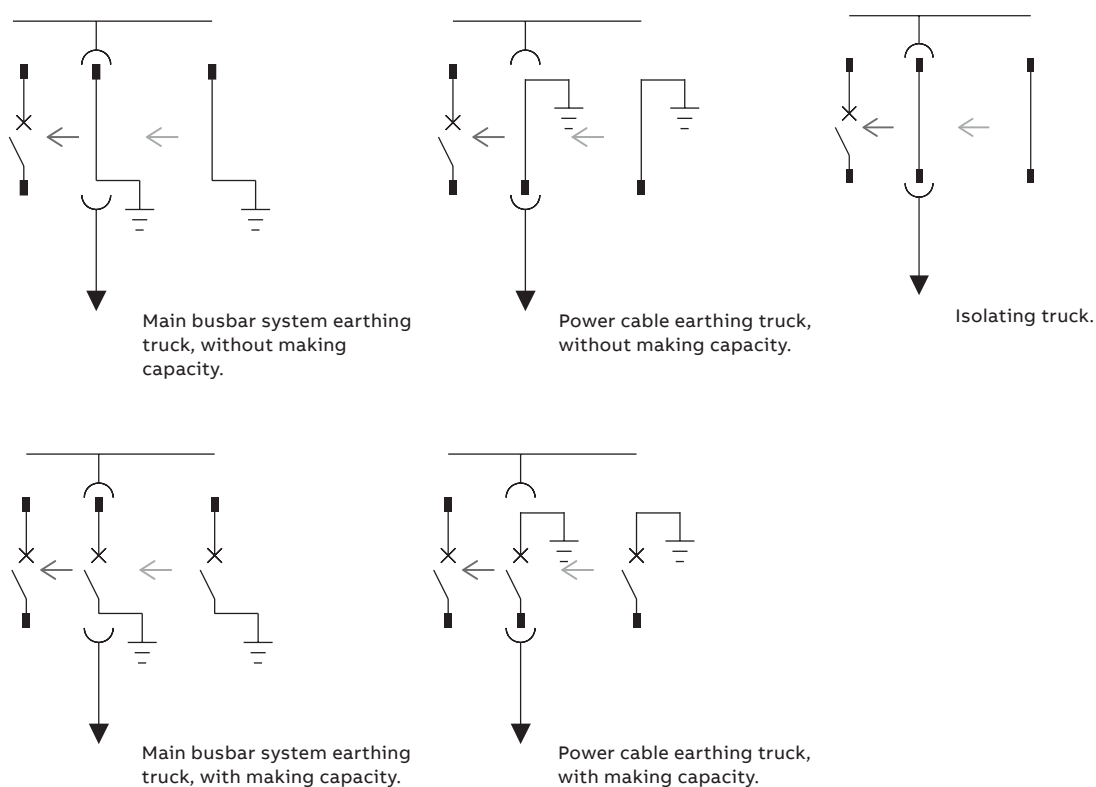 Main busbar system earthing
truck, without making
capacity.
Power cable earthing truck,
without making capacity.
Isolating truck.
Main busbar system earthing
truck, with making capacity.
Power cable earthing truck,
with making capacity.